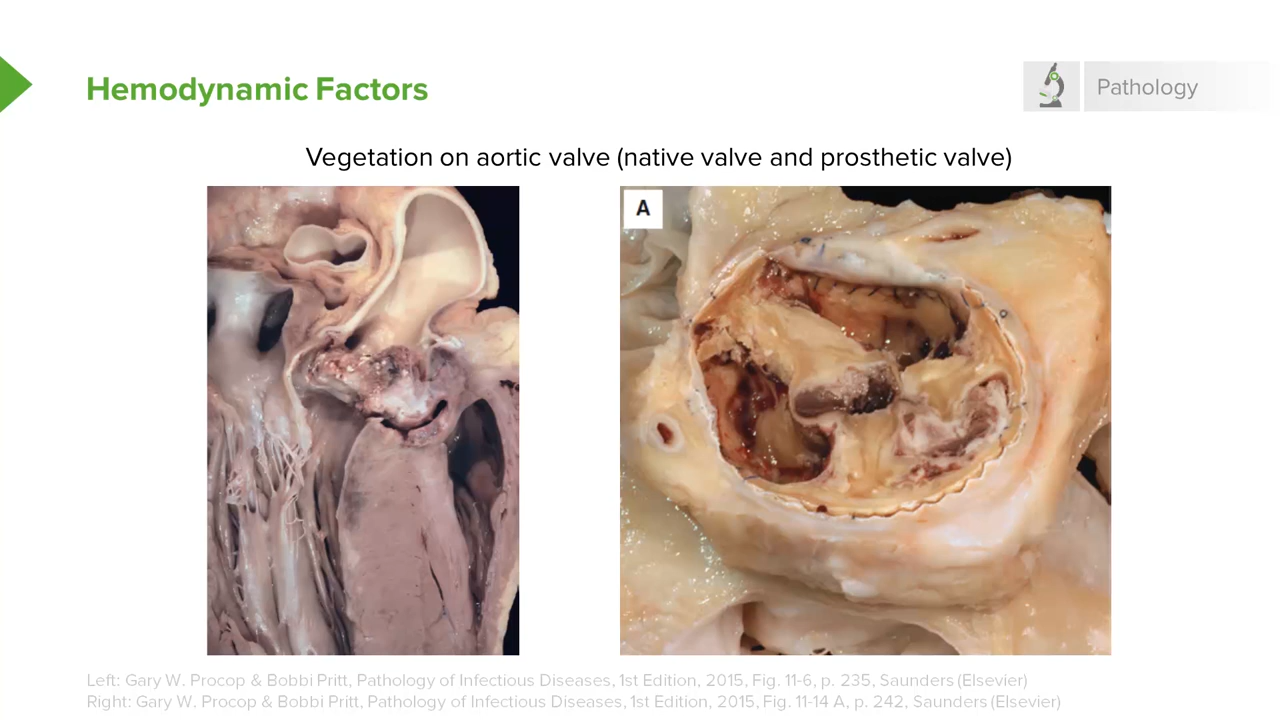 Hemodynamic Factors
Pathology
Vegetation on aortic valve (native valve and prosthetic valve)
A
Left: Gary W. Procop & Bobbi Pritt, Pathology of Infectious Diseases, 1st Edition, 2015, Fig. 11-6, p. 235, Saunders (Elsevier)
Right: Gary W. Procop & Bobbi Pritt, Pathology of Infectious Diseases, 1st Edition, 2015, Fig. 11-14 A, p. 242, Saunders (Elsevier)